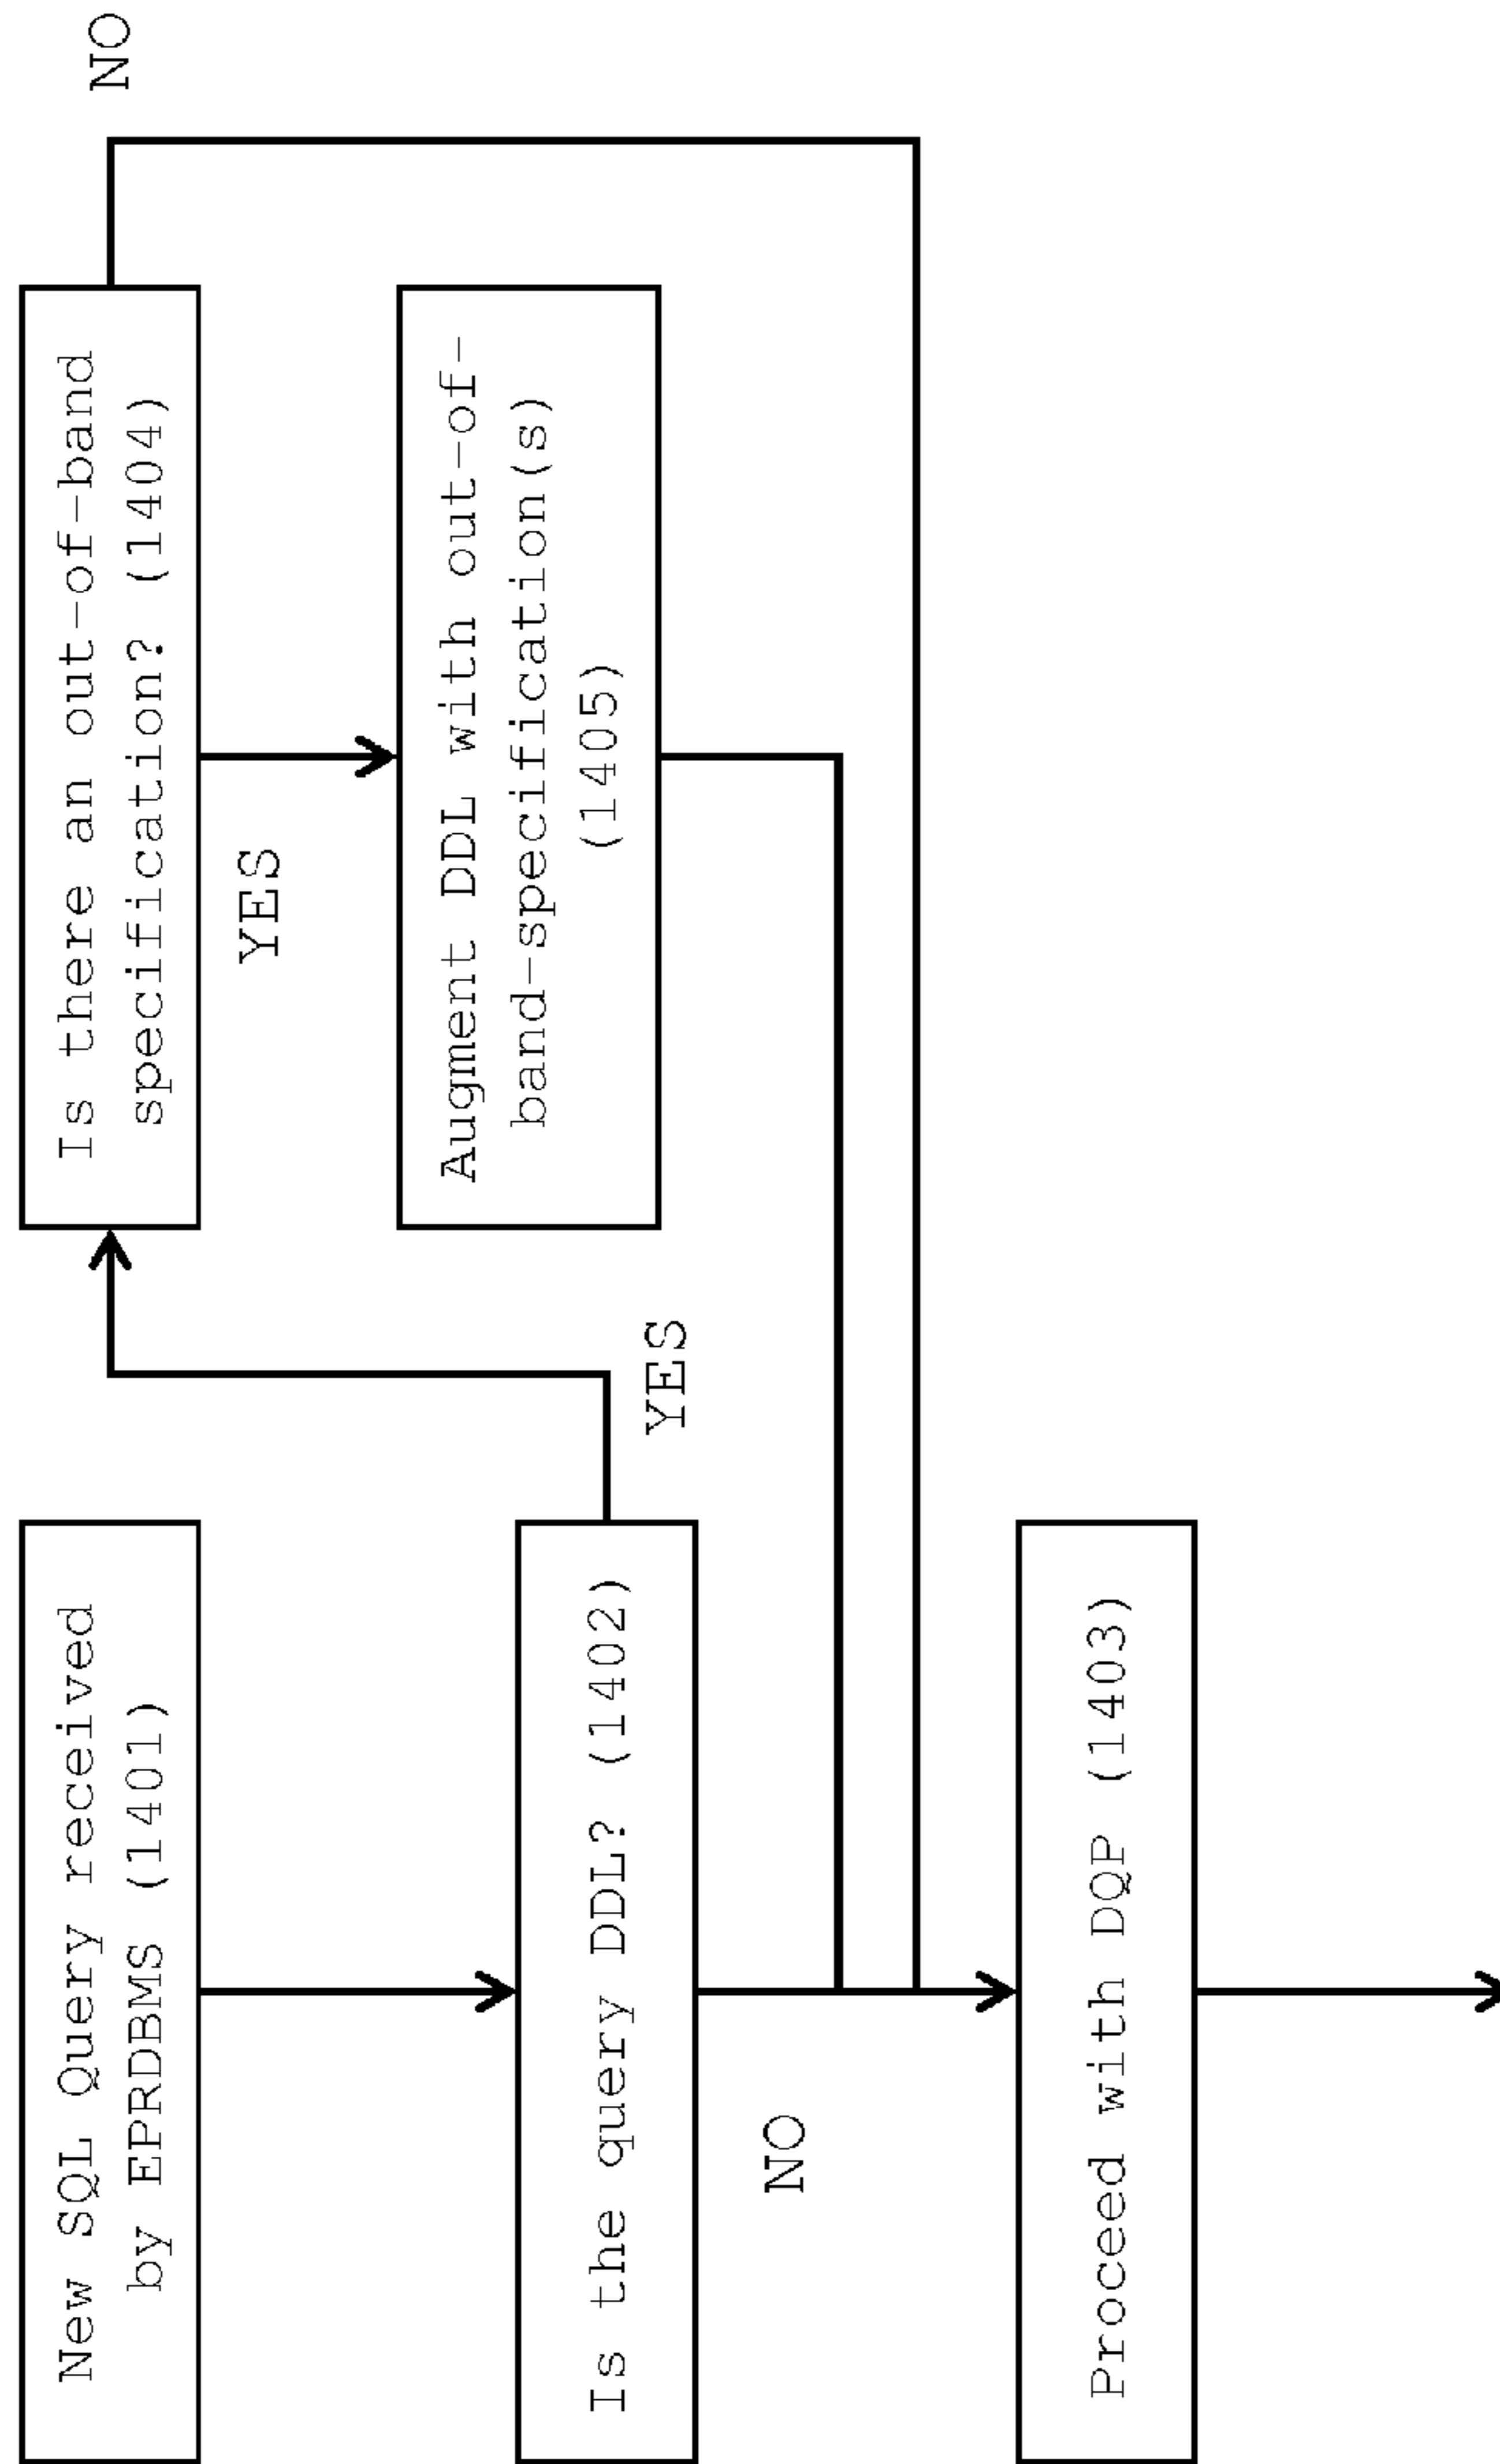 New SQL Query received
by EPRDBMS (1401)
Is the query DDL? (1402)
YES
NO
Proceed with DQP (1403)
Is there an out-of-band
specification? (1404)
NO
YES
Augment DDL with out-of-
band-specification(s)
(1405)